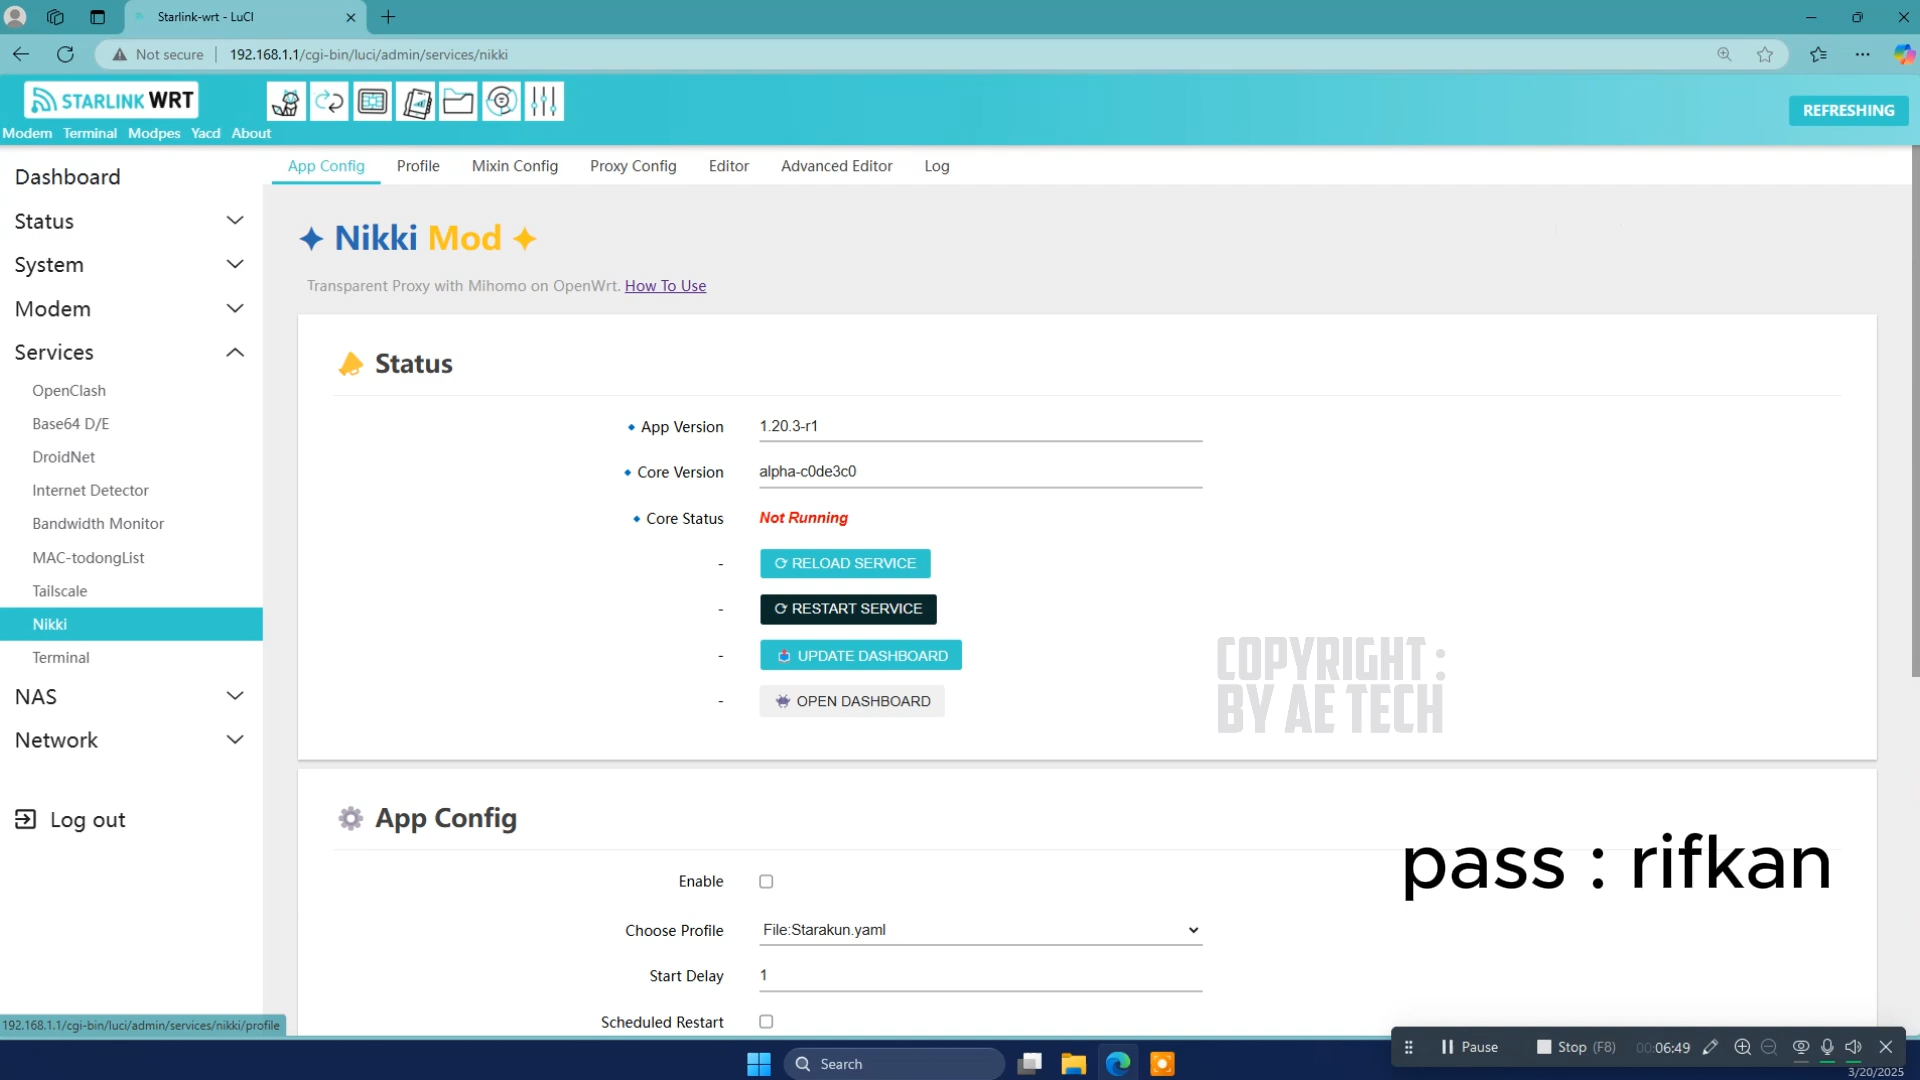 Starlink-wrt - LuCI
Not secure
192.168.1.1/cgi-bin/luci/admin/services/nikki
STARLINK WRT
Modem Terminal Modpes Yacd About
REFRESHING
App Config Profile Mixin Config Proxy Config Editor Advanced Editor Log
Dashboard
Status
System
Modem
Services
OpenClash
Base64 D/E
DroidNet
Internet Detector
Bandwidth Monitor
MAC-todongList
Tailscale
Nikki
Terminal
NAS
Network
Log out
Nikki Mod
Transparent Proxy with Mihomo on OpenWrt. How To Use
Status
App Version 1.20.3-r1
Core Version alpha-c0de3c0
Core Status Not Running
- RELOAD SERVICE
- RESTART SERVICE
- UPDATE DASHBOARD
- OPEN DASHBOARD
COPYRIGHT :
BY AE TECH
App Config
pass : rifkan
Enable
Choose Profile File:Starakun.yaml
Start Delay 1
Scheduled Restart
192.168.1.1/cgi-bin/luci/admin/services/nikki/profile
Search
Pause Stop (F8) 00:06:49
3/20/2025